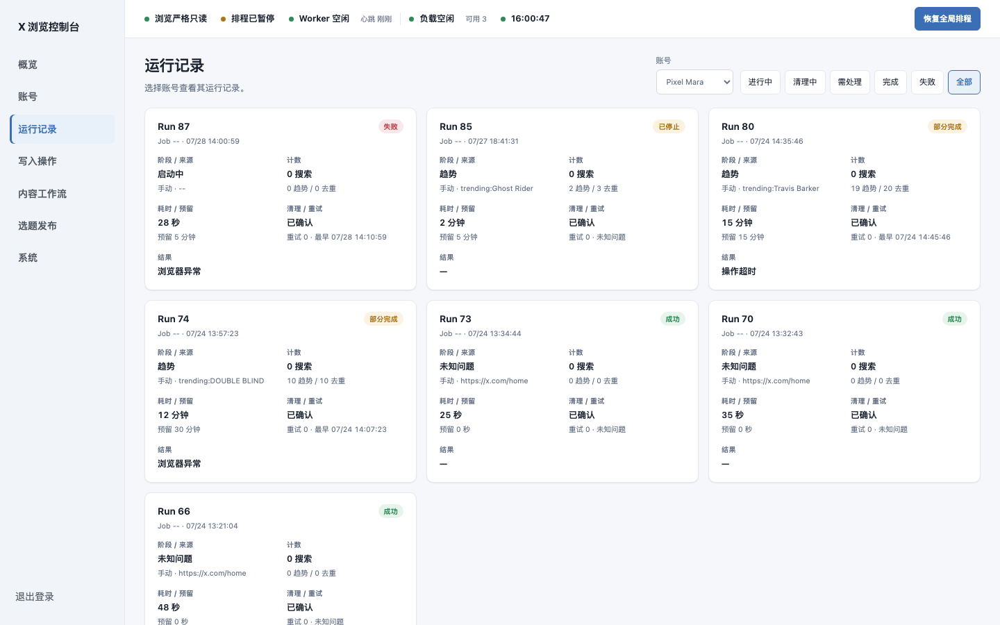 X 浏览控制台
概览
账号
运行记录
写入操作
内容工作流
选题发布
系统
退出登录
浏览严格只读 排程已暂停 Worker 空闲 心跳 刚刚 负载空闲 可用 3 16:00:47
恢复全局排程
运行记录
选择账号查看其运行记录。
账号
Pixel Mara 进行中 清理中 需处理 完成 失败 全部
Run 87 失败
Job -- · 07/28 14:00:59
阶段 / 来源 计数
启动中 0 搜索
手动 · -- 0 趋势 / 0 去重
耗时 / 预留 清理 / 重试
28 秒 已确认
预留 5 分钟 重试 0 · 最早 07/28 14:10:59
结果
浏览器异常
Run 85 已停止
Job -- · 07/27 18:41:31
阶段 / 来源 计数
趋势 0 搜索
手动 · trending:Ghost Rider 2 趋势 / 3 去重
耗时 / 预留 清理 / 重试
2 分钟 已确认
预留 5 分钟 重试 0 · 未知问题
结果
—
Run 80 部分完成
Job -- · 07/24 14:35:46
阶段 / 来源 计数
趋势 0 搜索
手动 · trending:Travis Barker 19 趋势 / 20 去重
耗时 / 预留 清理 / 重试
15 分钟 已确认
预留 15 分钟 重试 0 · 最早 07/24 14:45:46
结果
操作超时
Run 74 部分完成
Job -- · 07/24 13:57:23
阶段 / 来源 计数
趋势 0 搜索
手动 · trending:DOUBLE BLIND 10 趋势 / 10 去重
耗时 / 预留 清理 / 重试
12 分钟 已确认
预留 30 分钟 重试 0 · 最早 07/24 14:07:23
结果
浏览器异常
Run 73 成功
Job -- · 07/24 13:34:44
阶段 / 来源 计数
未知问题 0 搜索
手动 · https://x.com/home 0 趋势 / 0 去重
耗时 / 预留 清理 / 重试
25 秒 已确认
预留 0 秒 重试 0 · 未知问题
结果
—
Run 70 成功
Job -- · 07/24 13:32:43
阶段 / 来源 计数
未知问题 0 搜索
手动 · https://x.com/home 0 趋势 / 0 去重
耗时 / 预留 清理 / 重试
35 秒 已确认
预留 0 秒 重试 0 · 未知问题
结果
—
Run 66 成功
Job -- · 07/24 13:21:04
阶段 / 来源 计数
未知问题 0 搜索
手动 · https://x.com/home 0 趋势 / 0 去重
耗时 / 预留 清理 / 重试
48 秒 已确认
预留 0 秒 重试 0 · 未知问题